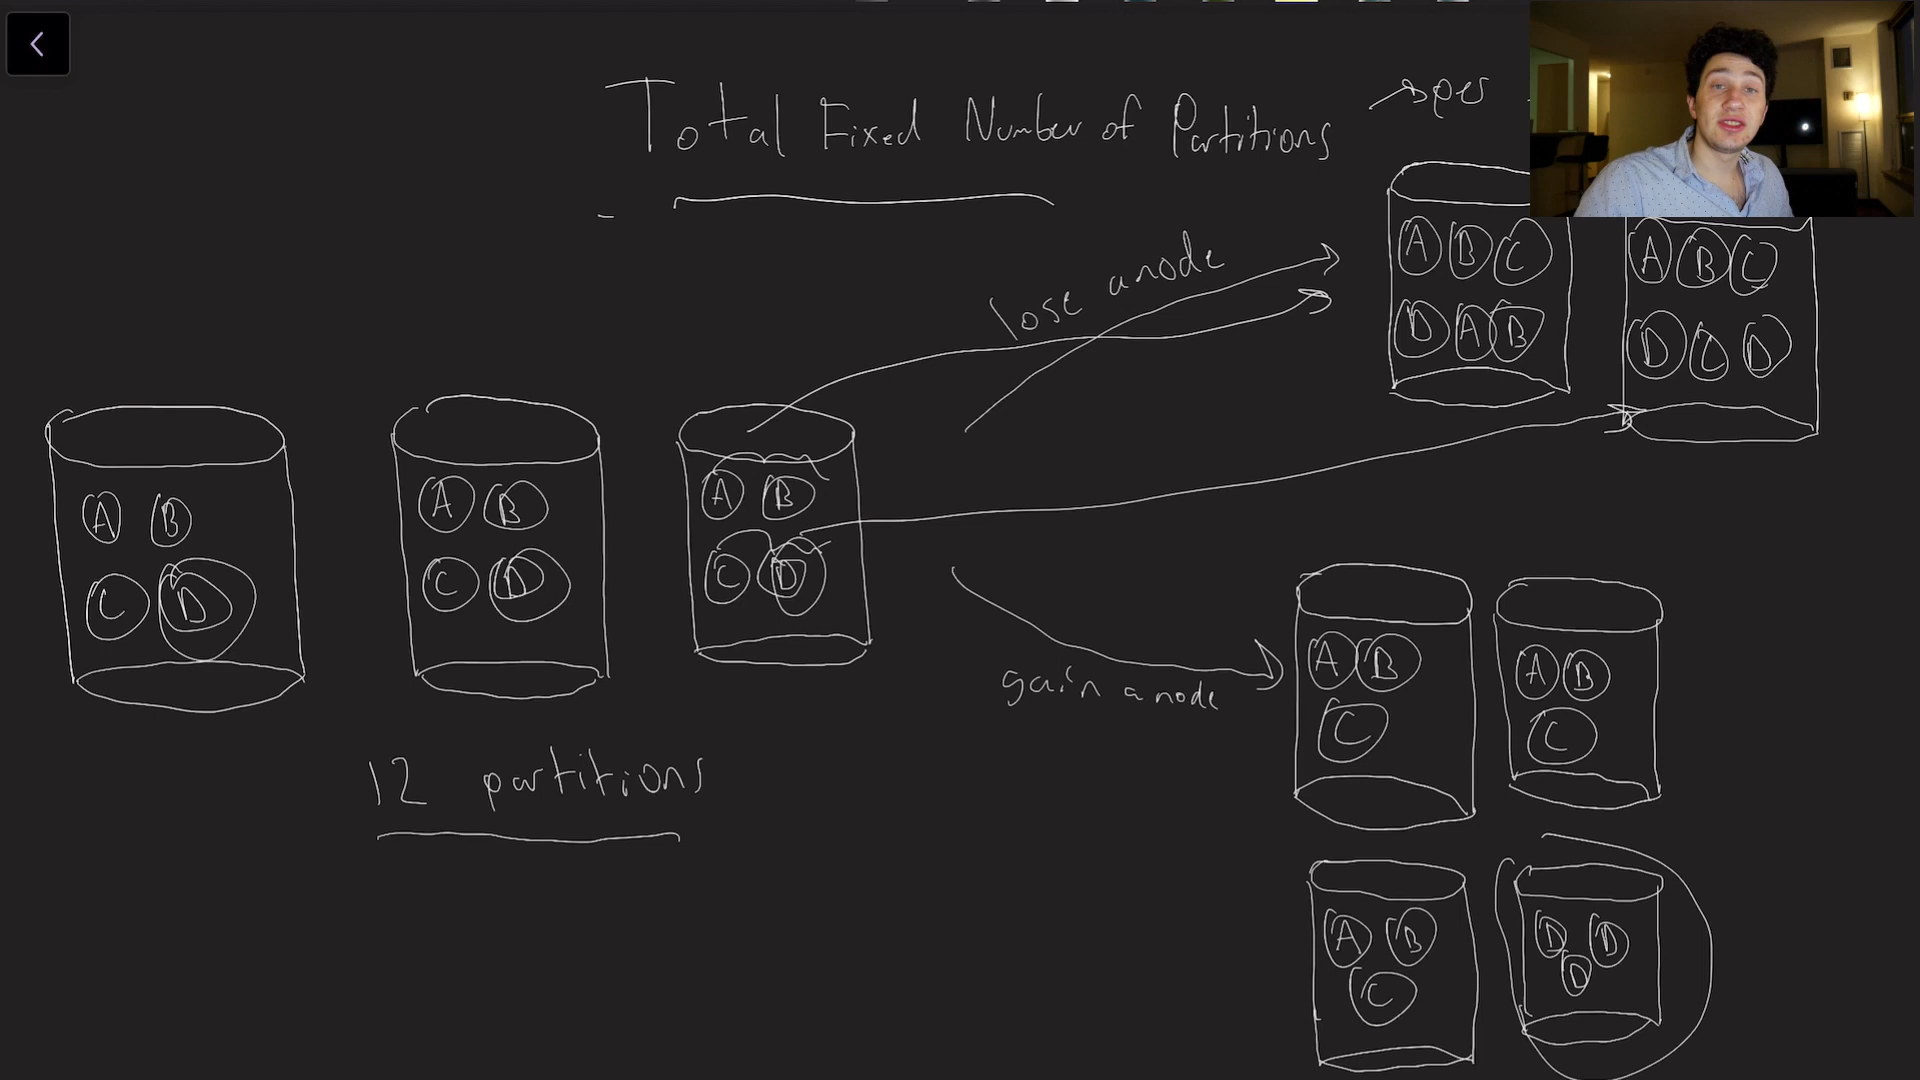 Total Fixed Number of Partitions → per
lose a node
A B C
D A B
A B C
D C D
A B
C D
A B
C D
A B
C D
12 partitions
gain a node
A B
C
A B
C
A B
C
D D
D